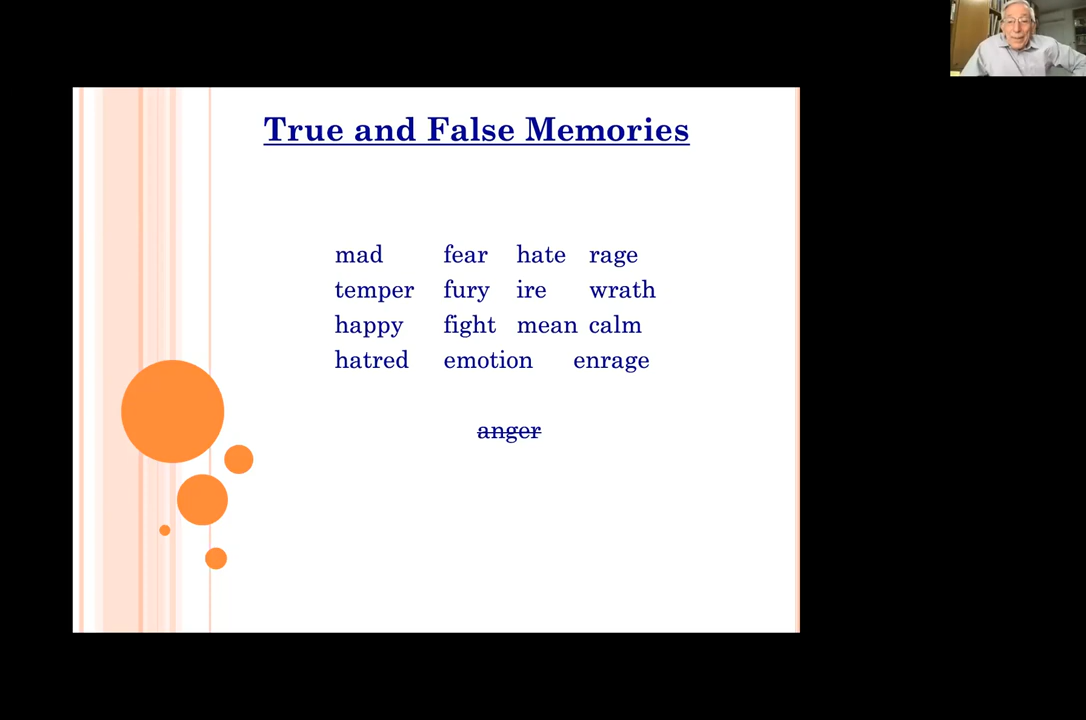 True and False Memories
mad fear hate rage
temper fury ire wrath
happy fight mean calm
hatred emotion enrage
anger